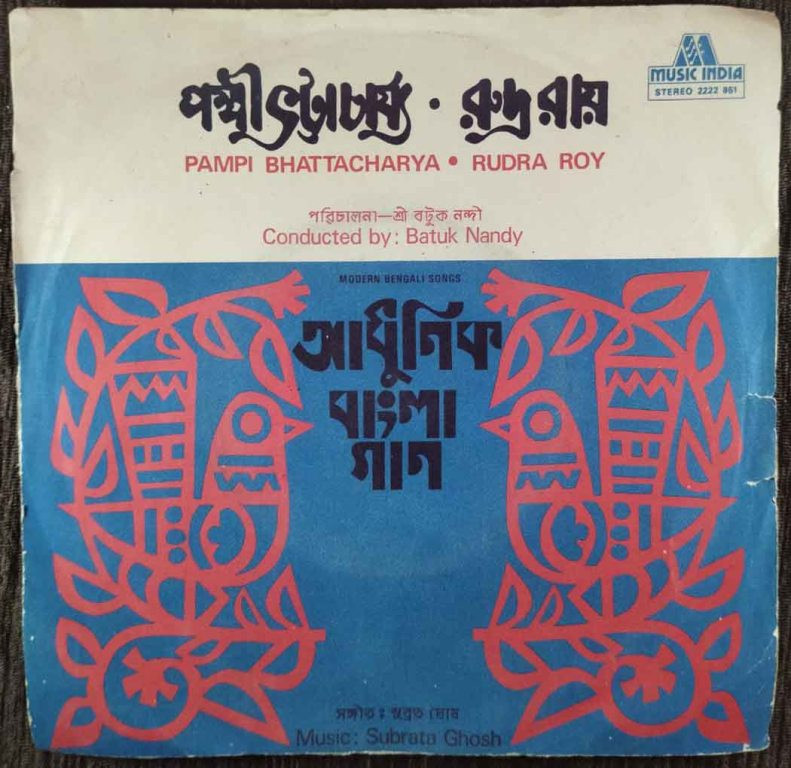 MUSIC INDIA
STEREO 2222 861
পম্পী ভট্টাচার্য্য • রুদ্র রায়
PAMPI BHATTACHARYA • RUDRA ROY
পরিচালনা—শ্রী বটুক নন্দী
Conducted by: Batuk Nandy
MODERN BENGALI SONGS
আধুনিক
বাংলা
গান
সঙ্গীত : সুব্রত ঘোষ
Music: Subrata Ghosh